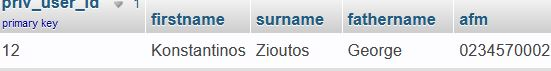 priv_user_id 1 firstname surname fathername afm
primary key
12 Konstantinos Zioutos George 0234570002